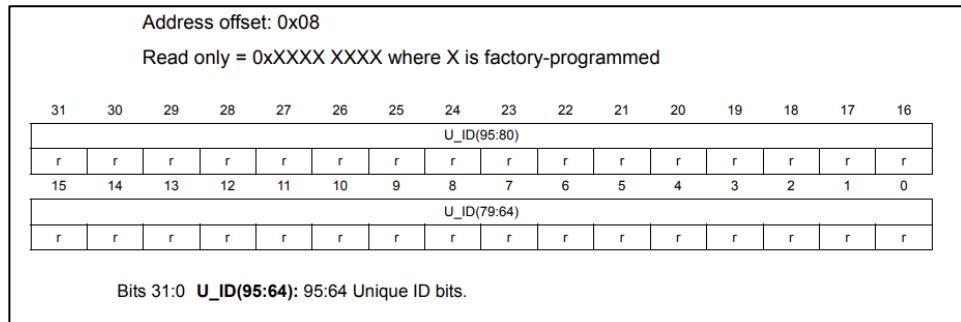 Address offset: 0x08
Read only = 0xXXXX XXXX where X is factory-programmed
31 30 29 28 27 26 25 24 23 22 21 20 19 18 17 16
U_ID(95:80)
r r r r r r r r r r r r r r r r
15 14 13 12 11 10 9 8 7 6 5 4 3 2 1 0
U_ID(79:64)
r r r r r r r r r r r r r r r r
Bits 31:0 U_ID(95:64): 95:64 Unique ID bits.